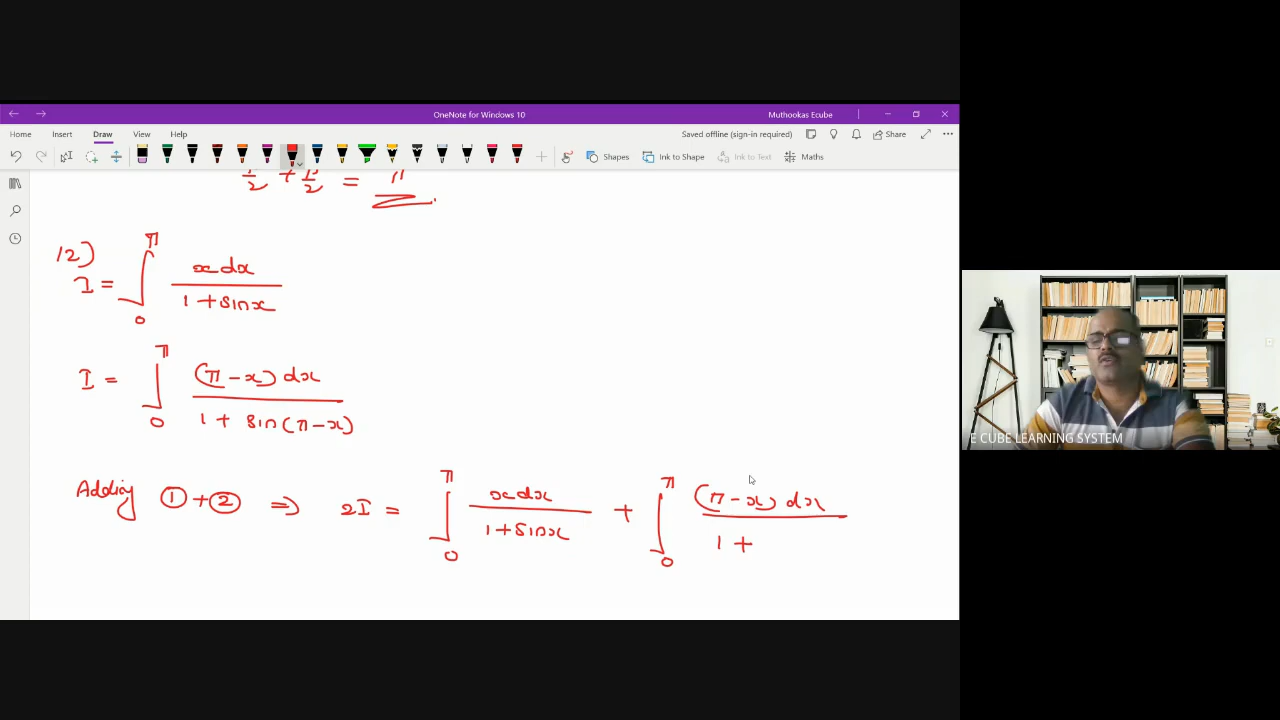 OneNote for Windows 10
Muthookas Ecube
Home Insert Draw View Help
Saved offline (sign-in required)
Share
Shapes
Ink to Shape
Ink to Text
Maths
π/2 + π/2 = π
12)
I = ∫₀^π x dx / (1 + sin x)
I = ∫₀^π (π - x) dx / (1 + sin(π - x))
Adding ① + ② ⇒ 2I = ∫₀^π x dx / (1 + sin x) + ∫₀^π (π - x) dx / 1 +
E CUBE LEARNING SYSTEM